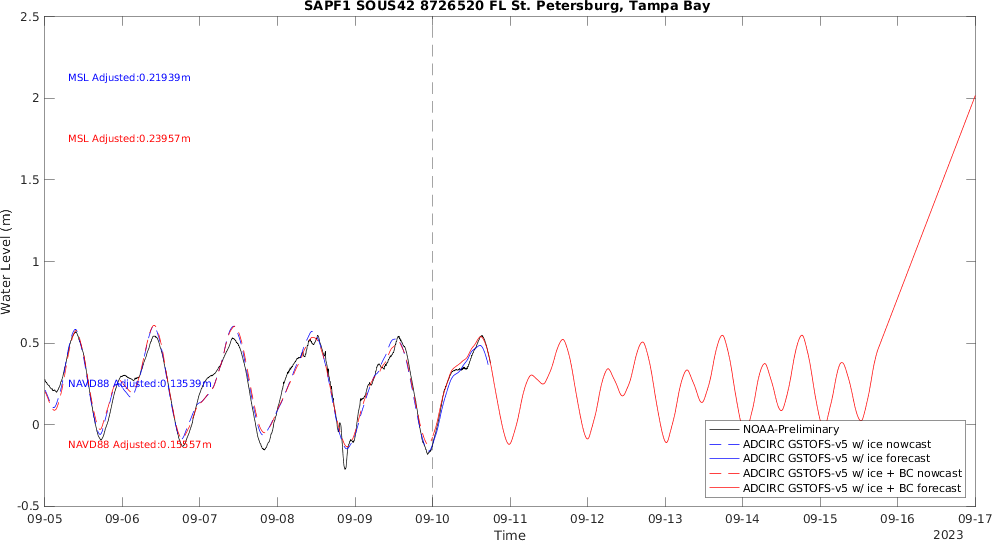 SAPF1 SOUS42 8726520 FL St. Petersburg, Tampa Bay
2.5
MSL Adjusted:0.21939m
2
MSL Adjusted:0.23957m
1.5
Water Level (m)
1
0.5
NAVD88 Adjusted:0.13539m
0
NAVD88 Adjusted:0.15557m
NOAA-Preliminary
ADCIRC GSTOFS-v5 w/ ice nowcast
ADCIRC GSTOFS-v5 w/ ice forecast
ADCIRC GSTOFS-v5 w/ ice + BC nowcast
ADCIRC GSTOFS-v5 w/ ice + BC forecast
-0.5
09-05 09-06 09-07 09-08 09-09 09-10 09-11 09-12 09-13 09-14 09-15 09-16 09-17
Time
2023